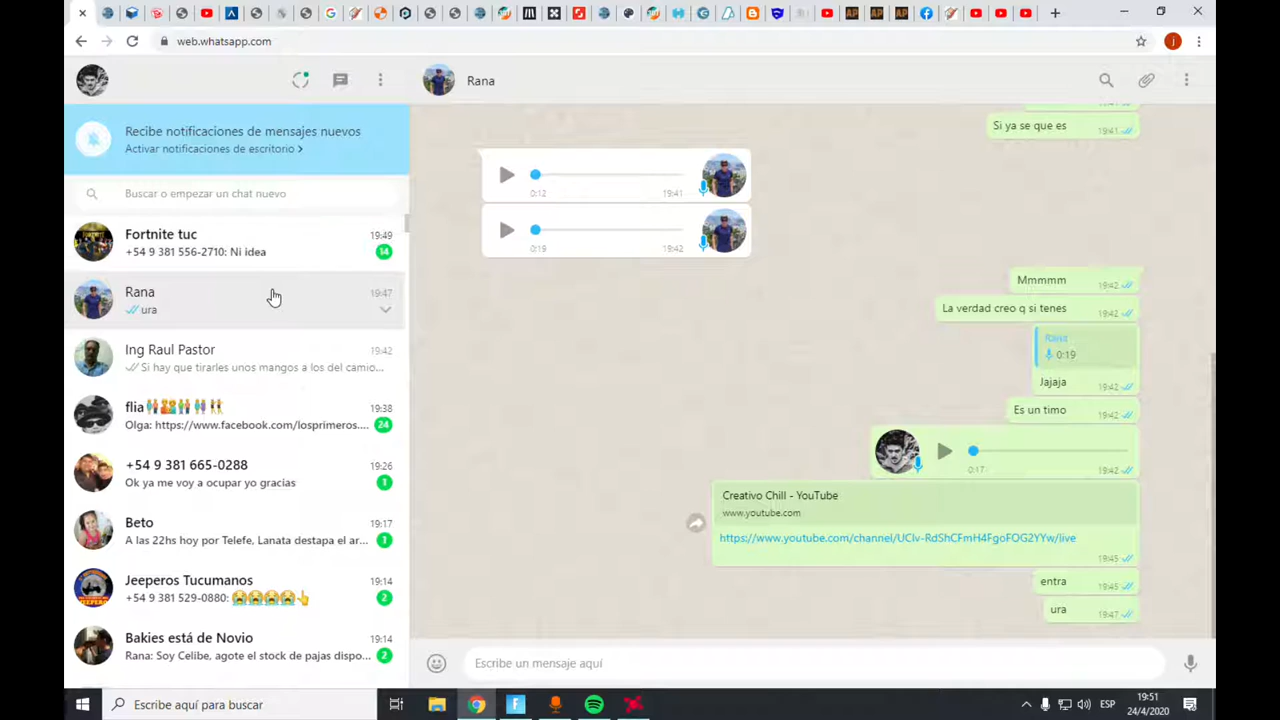 web.whatsapp.com
Rana
Recibe notificaciones de mensajes nuevos
Activar notificaciones de escritorio >
Buscar o empezar un chat nuevo
Fortnite tuc 19:49
+54 9 381 556-2710: Ni idea 14
Rana 19:47
ura
Ing Raul Pastor 19:42
Si hay que tirarles unos mangos a los del camio...
flia 19:38
Olga: https://www.facebook.com/losprimeros.... 24
+54 9 381 665-0288 19:26
Ok ya me voy a ocupar yo gracias 1
Beto 19:17
A las 22hs hoy por Telefe, Lanata destapa el ar... 1
Jeeperos Tucumanos 19:14
+54 9 381 529-0880: 😭😭😭😭👆 2
Bakies está de Novio 19:14
Rana: Soy Celibe, agote el stock de pajas dispo... 2
Si ya se que es 19:41
0:12 19:41
0:19 19:42
Mmmmm 19:42
La verdad creo q si tenes 19:42
Rana
0:19
Jajaja 19:42
Es un timo 19:42
0:17 19:42
Creativo Chill - YouTube
www.youtube.com
https://www.youtube.com/channel/UClv-RdShCFmH4FgoFOG2YYw/live
19:45
entra 19:45
ura 19:47
Escribe un mensaje aquí
Escribe aquí para buscar
ESP
19:51
24/4/2020